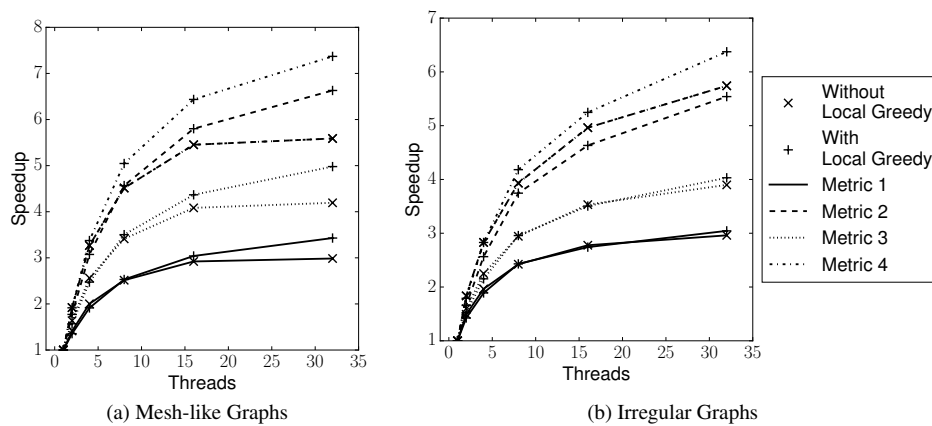 8
7
6
5
4
3
2
1
Speedup
0 5 10 15 20 25 30 35
Threads
(a) Mesh-like Graphs
7
6
5
4
3
2
1
Speedup
0 5 10 15 20 25 30 35
Threads
(b) Irregular Graphs
Without
Local Greedy
With
Local Greedy
Metric 1
Metric 2
Metric 3
Metric 4